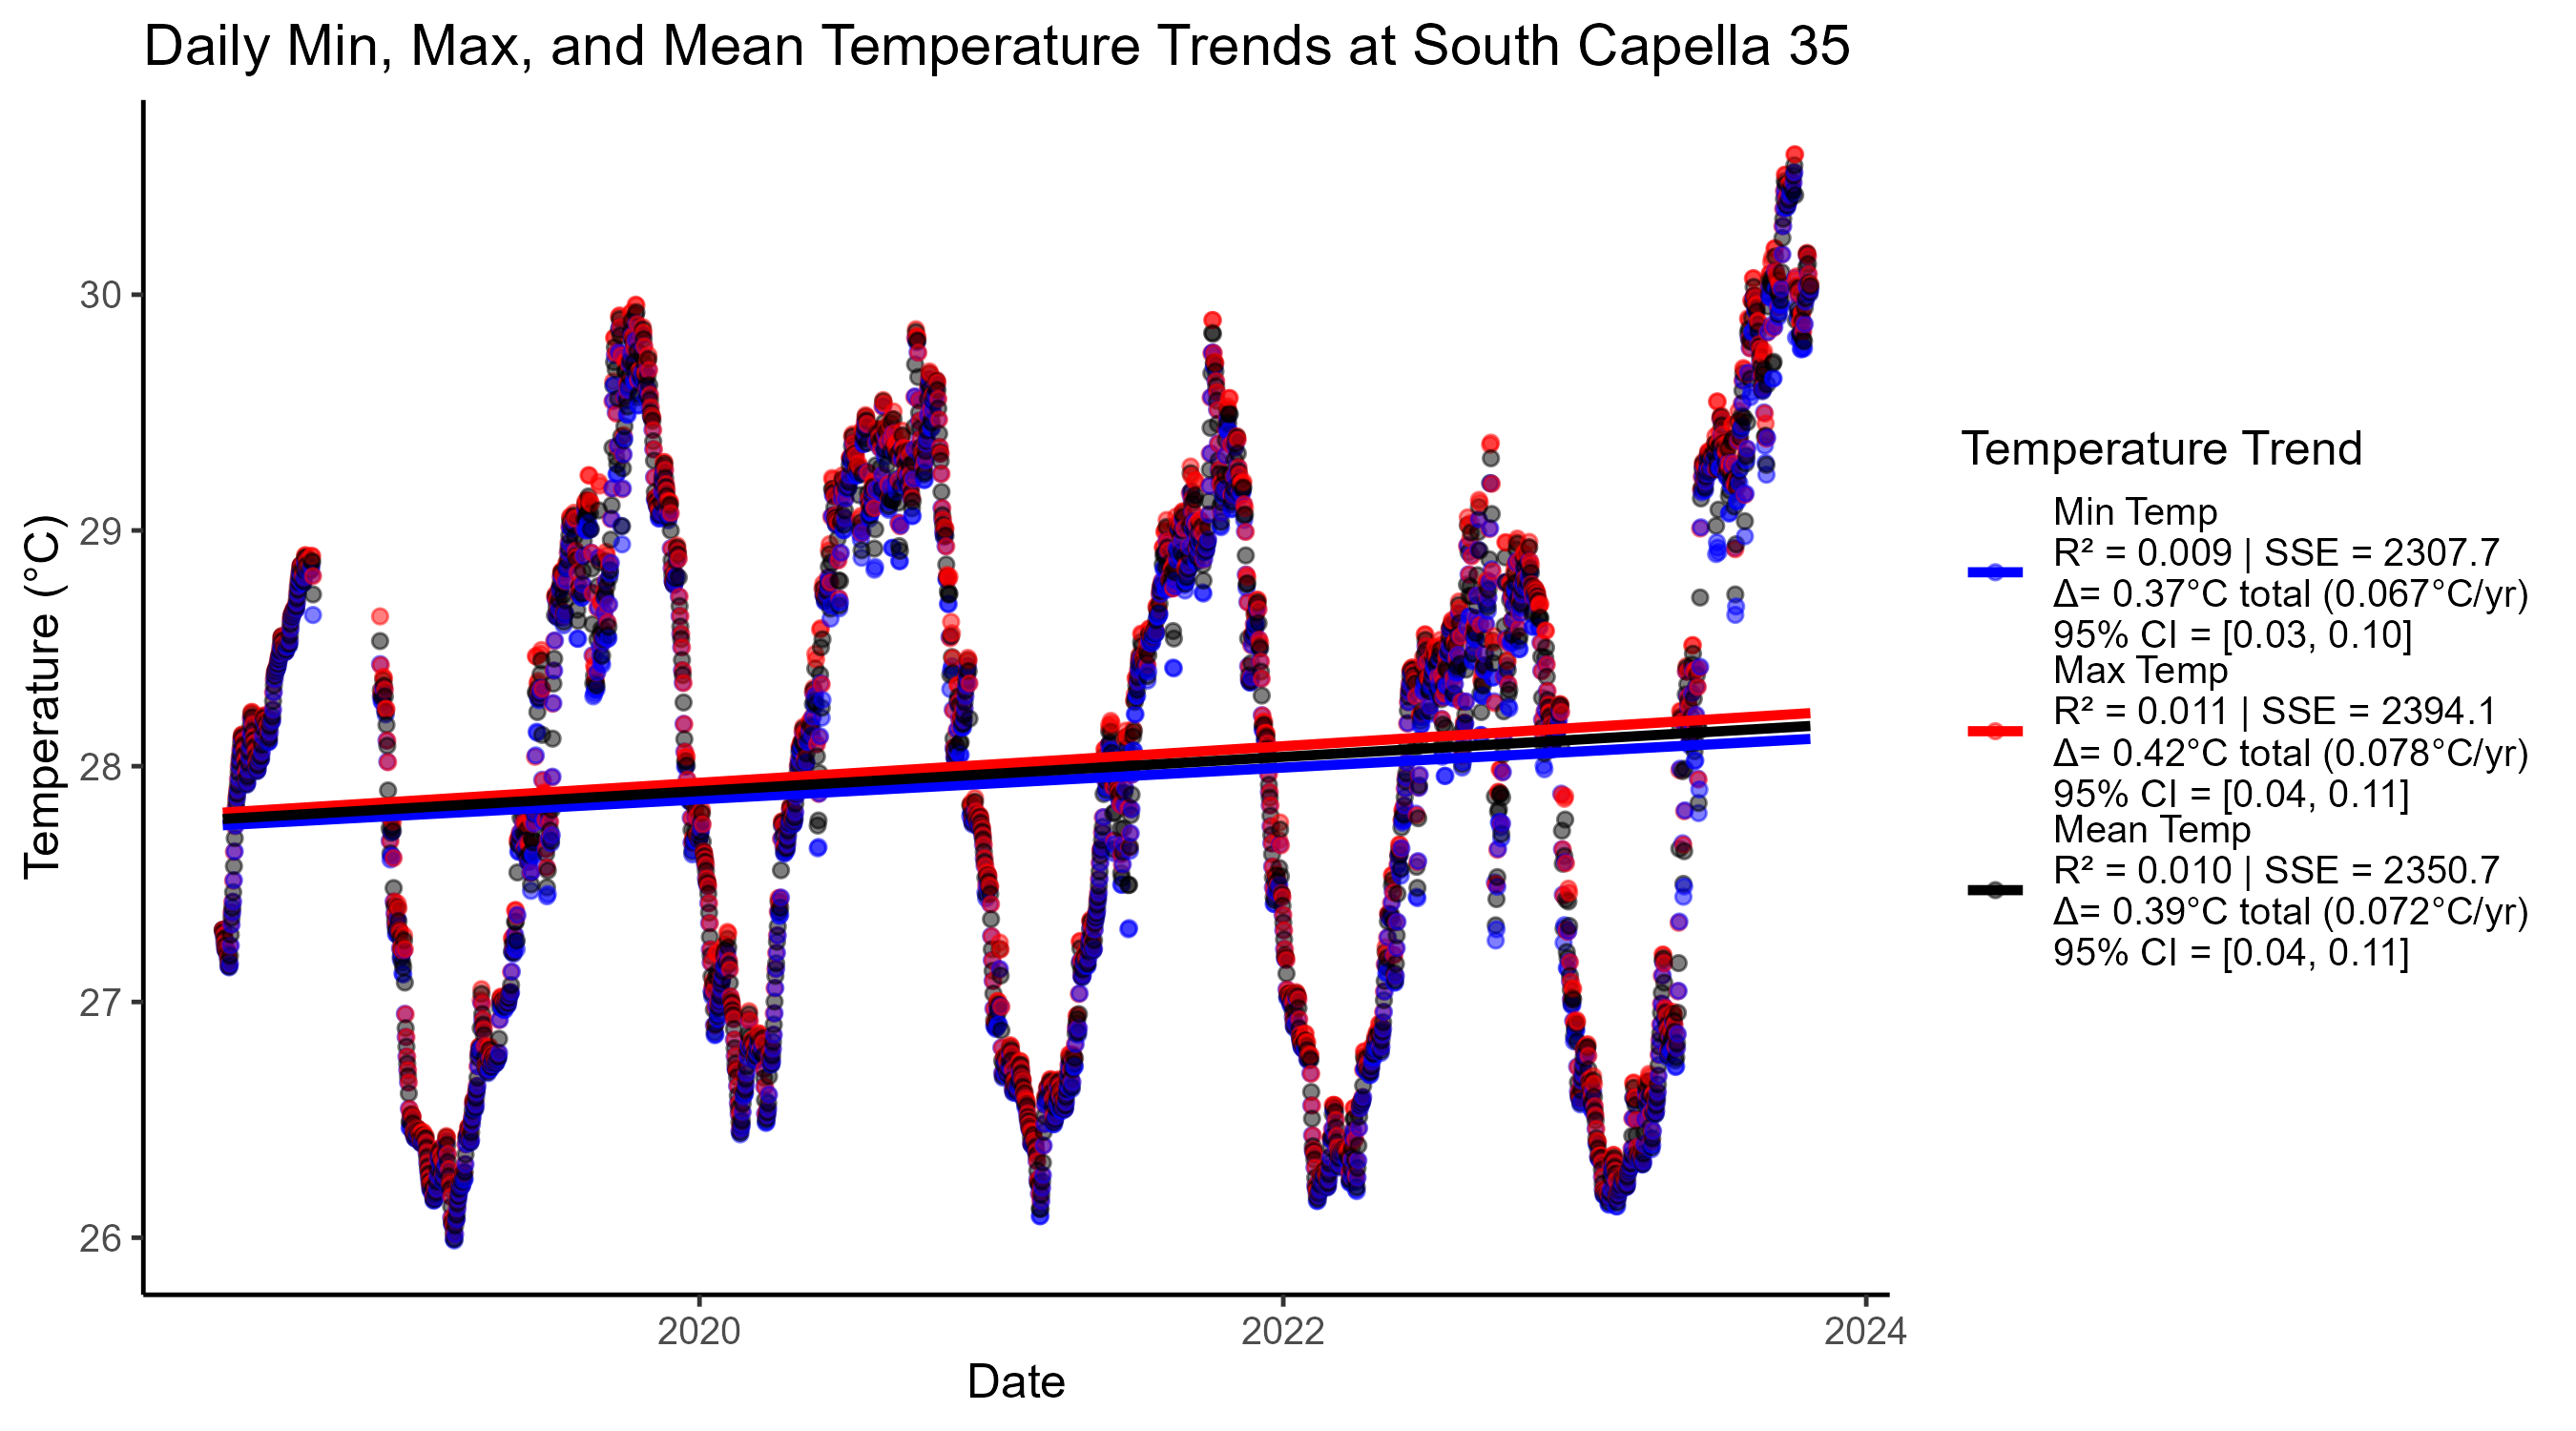 Daily Min, Max, and Mean Temperature Trends at South Capella 35
Temperature (°C)
30
29
28
27
26
2020
2022
2024
Date
Temperature Trend
Min Temp
R² = 0.009 | SSE = 2307.7
Δ= 0.37°C total (0.067°C/yr)
95% CI = [0.03, 0.10]
Max Temp
R² = 0.011 | SSE = 2394.1
Δ= 0.42°C total (0.078°C/yr)
95% CI = [0.04, 0.11]
Mean Temp
R² = 0.010 | SSE = 2350.7
Δ= 0.39°C total (0.072°C/yr)
95% CI = [0.04, 0.11]